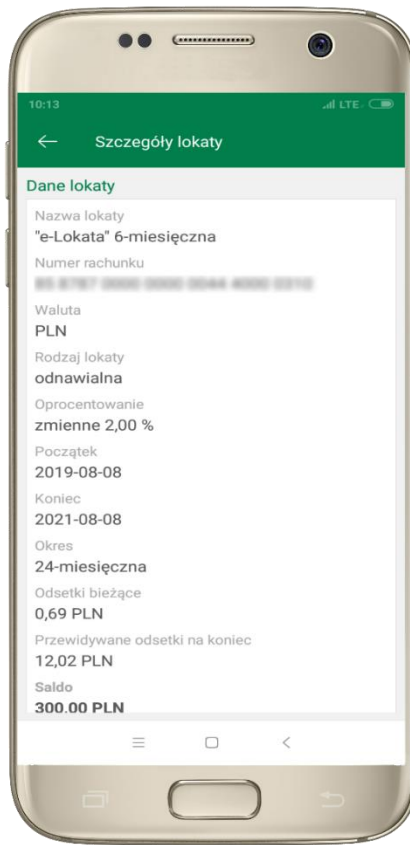 10:13
LTE
Szczegóły lokaty
Dane lokaty
Nazwa lokaty
"e-Lokata" 6-miesięczna
Numer rachunku
Waluta
PLN
Rodzaj lokaty
odnawialna
Oprocentowanie
zmienne 2,00 %
Początek
2019-08-08
Koniec
2021-08-08
Okres
24-miesięczna
Odsetki bieżące
0,69 PLN
Przewidywane odsetki na koniec
12,02 PLN
Saldo
300.00 PLN